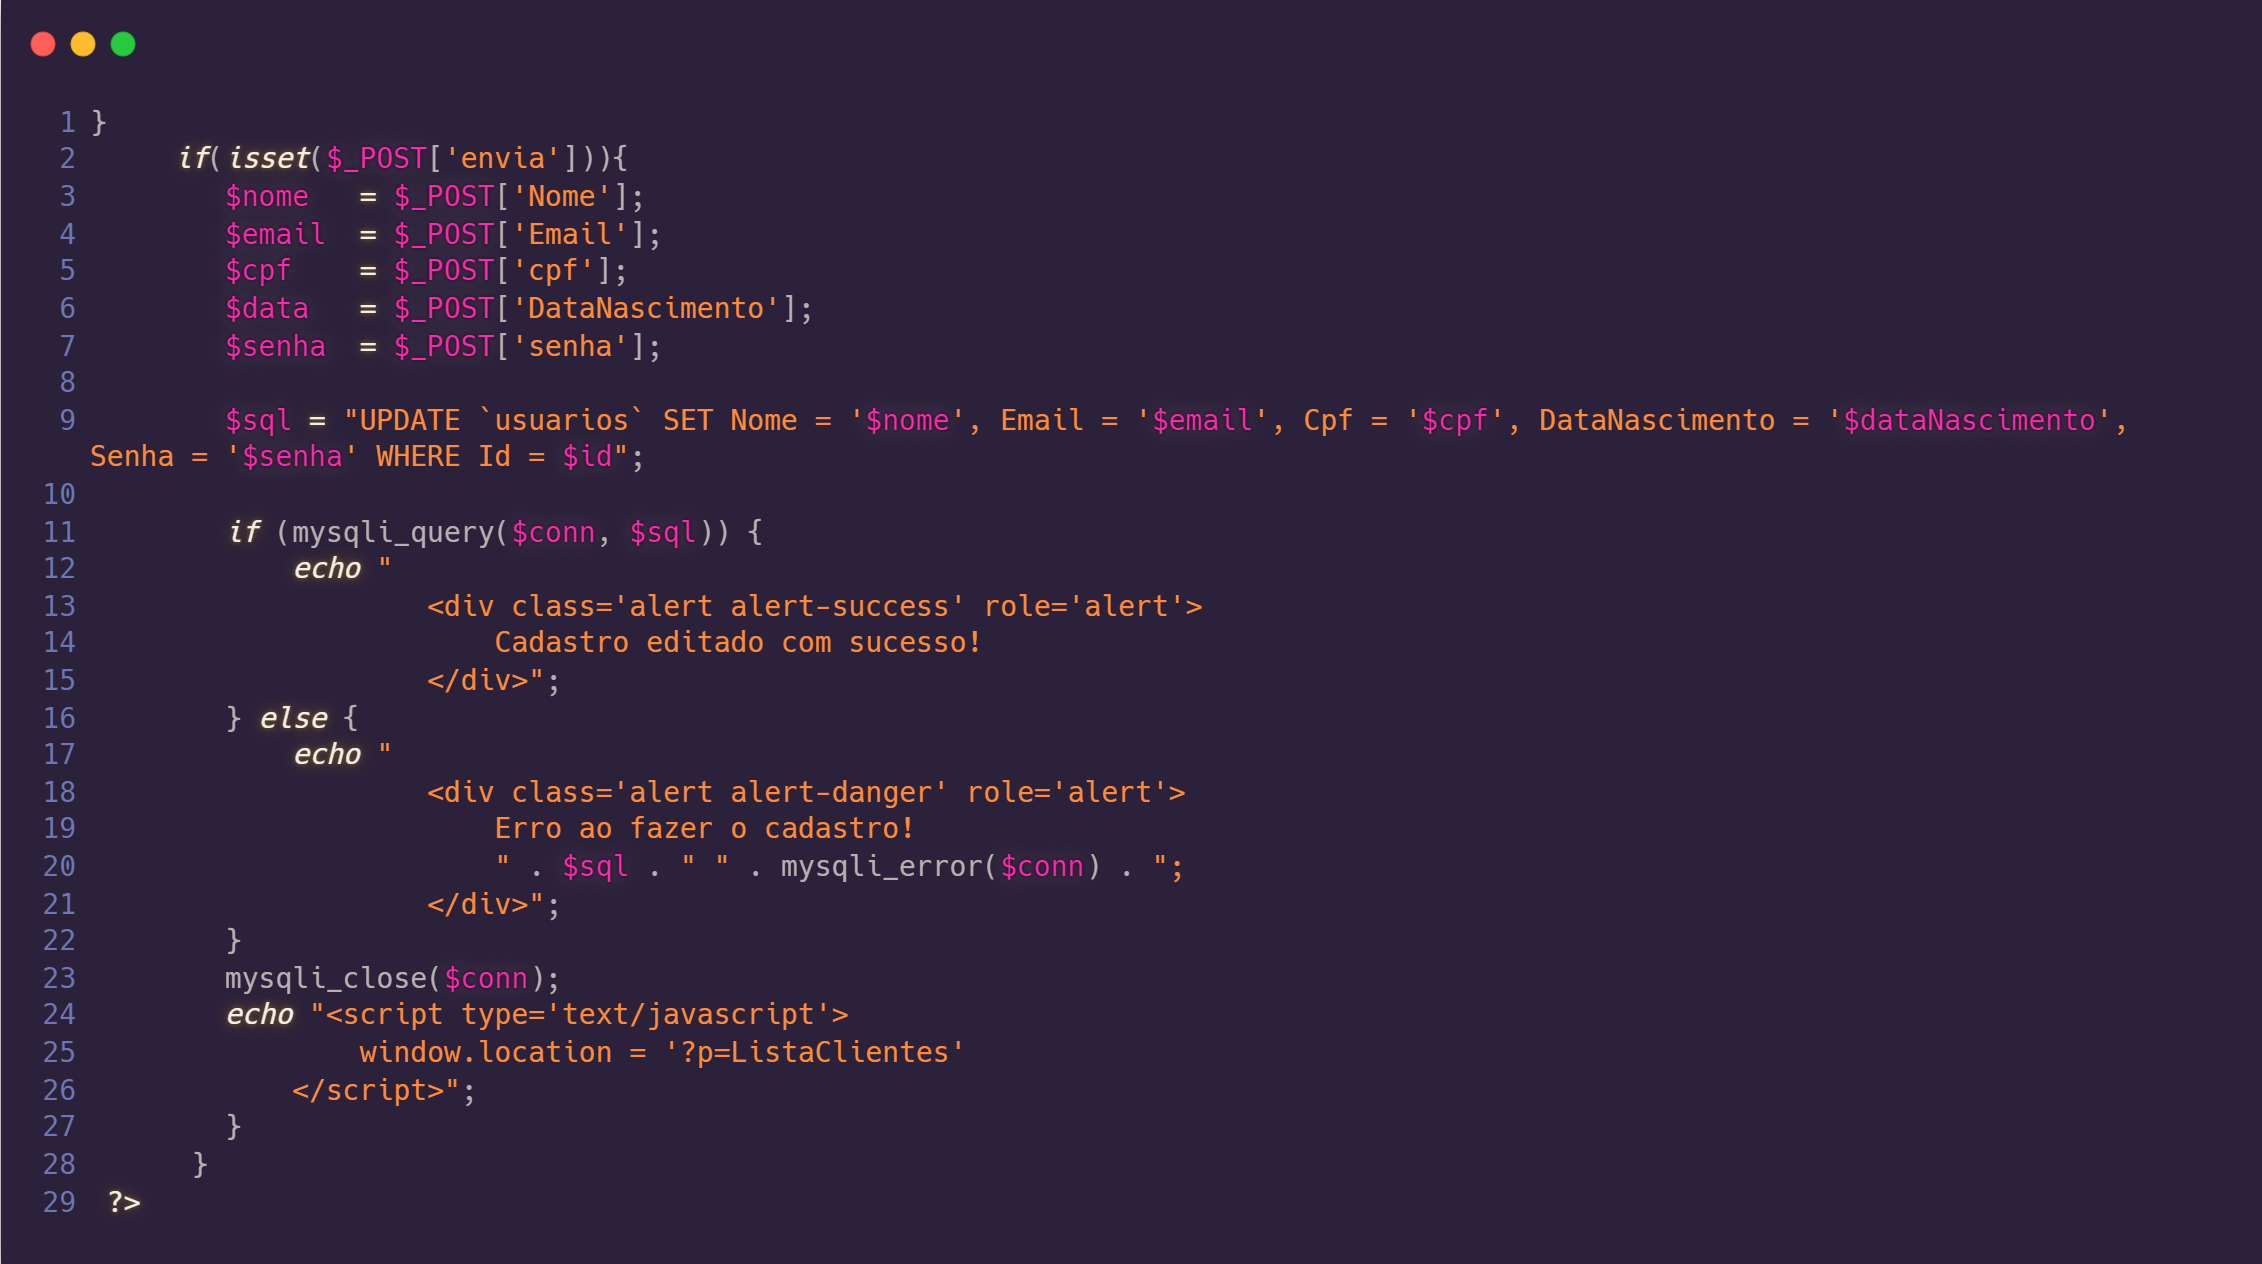 1 }
2      if(isset($_POST['envia'])){
3         $nome   = $_POST['Nome'];
4         $email  = $_POST['Email'];
5         $cpf    = $_POST['cpf'];
6         $data   = $_POST['DataNascimento'];
7         $senha  = $_POST['senha'];
8
9         $sql = "UPDATE `usuarios` SET Nome = '$nome', Email = '$email', Cpf = '$cpf', DataNascimento = '$dataNascimento',
Senha = '$senha' WHERE Id = $id";
10
11         if (mysqli_query($conn, $sql)) {
12             echo "
13                     <div class='alert alert-success' role='alert'>
14                         Cadastro editado com sucesso!
15                     </div>";
16         } else {
17             echo "
18                     <div class='alert alert-danger' role='alert'>
19                         Erro ao fazer o cadastro!
20                         " . $sql . " " . mysqli_error($conn) . ";
21                     </div>";
22         }
23         mysqli_close($conn);
24         echo "<script type='text/javascript'>
25                 window.location = '?p=ListaClientes'
26             </script>";
27         }
28       }
29  ?>